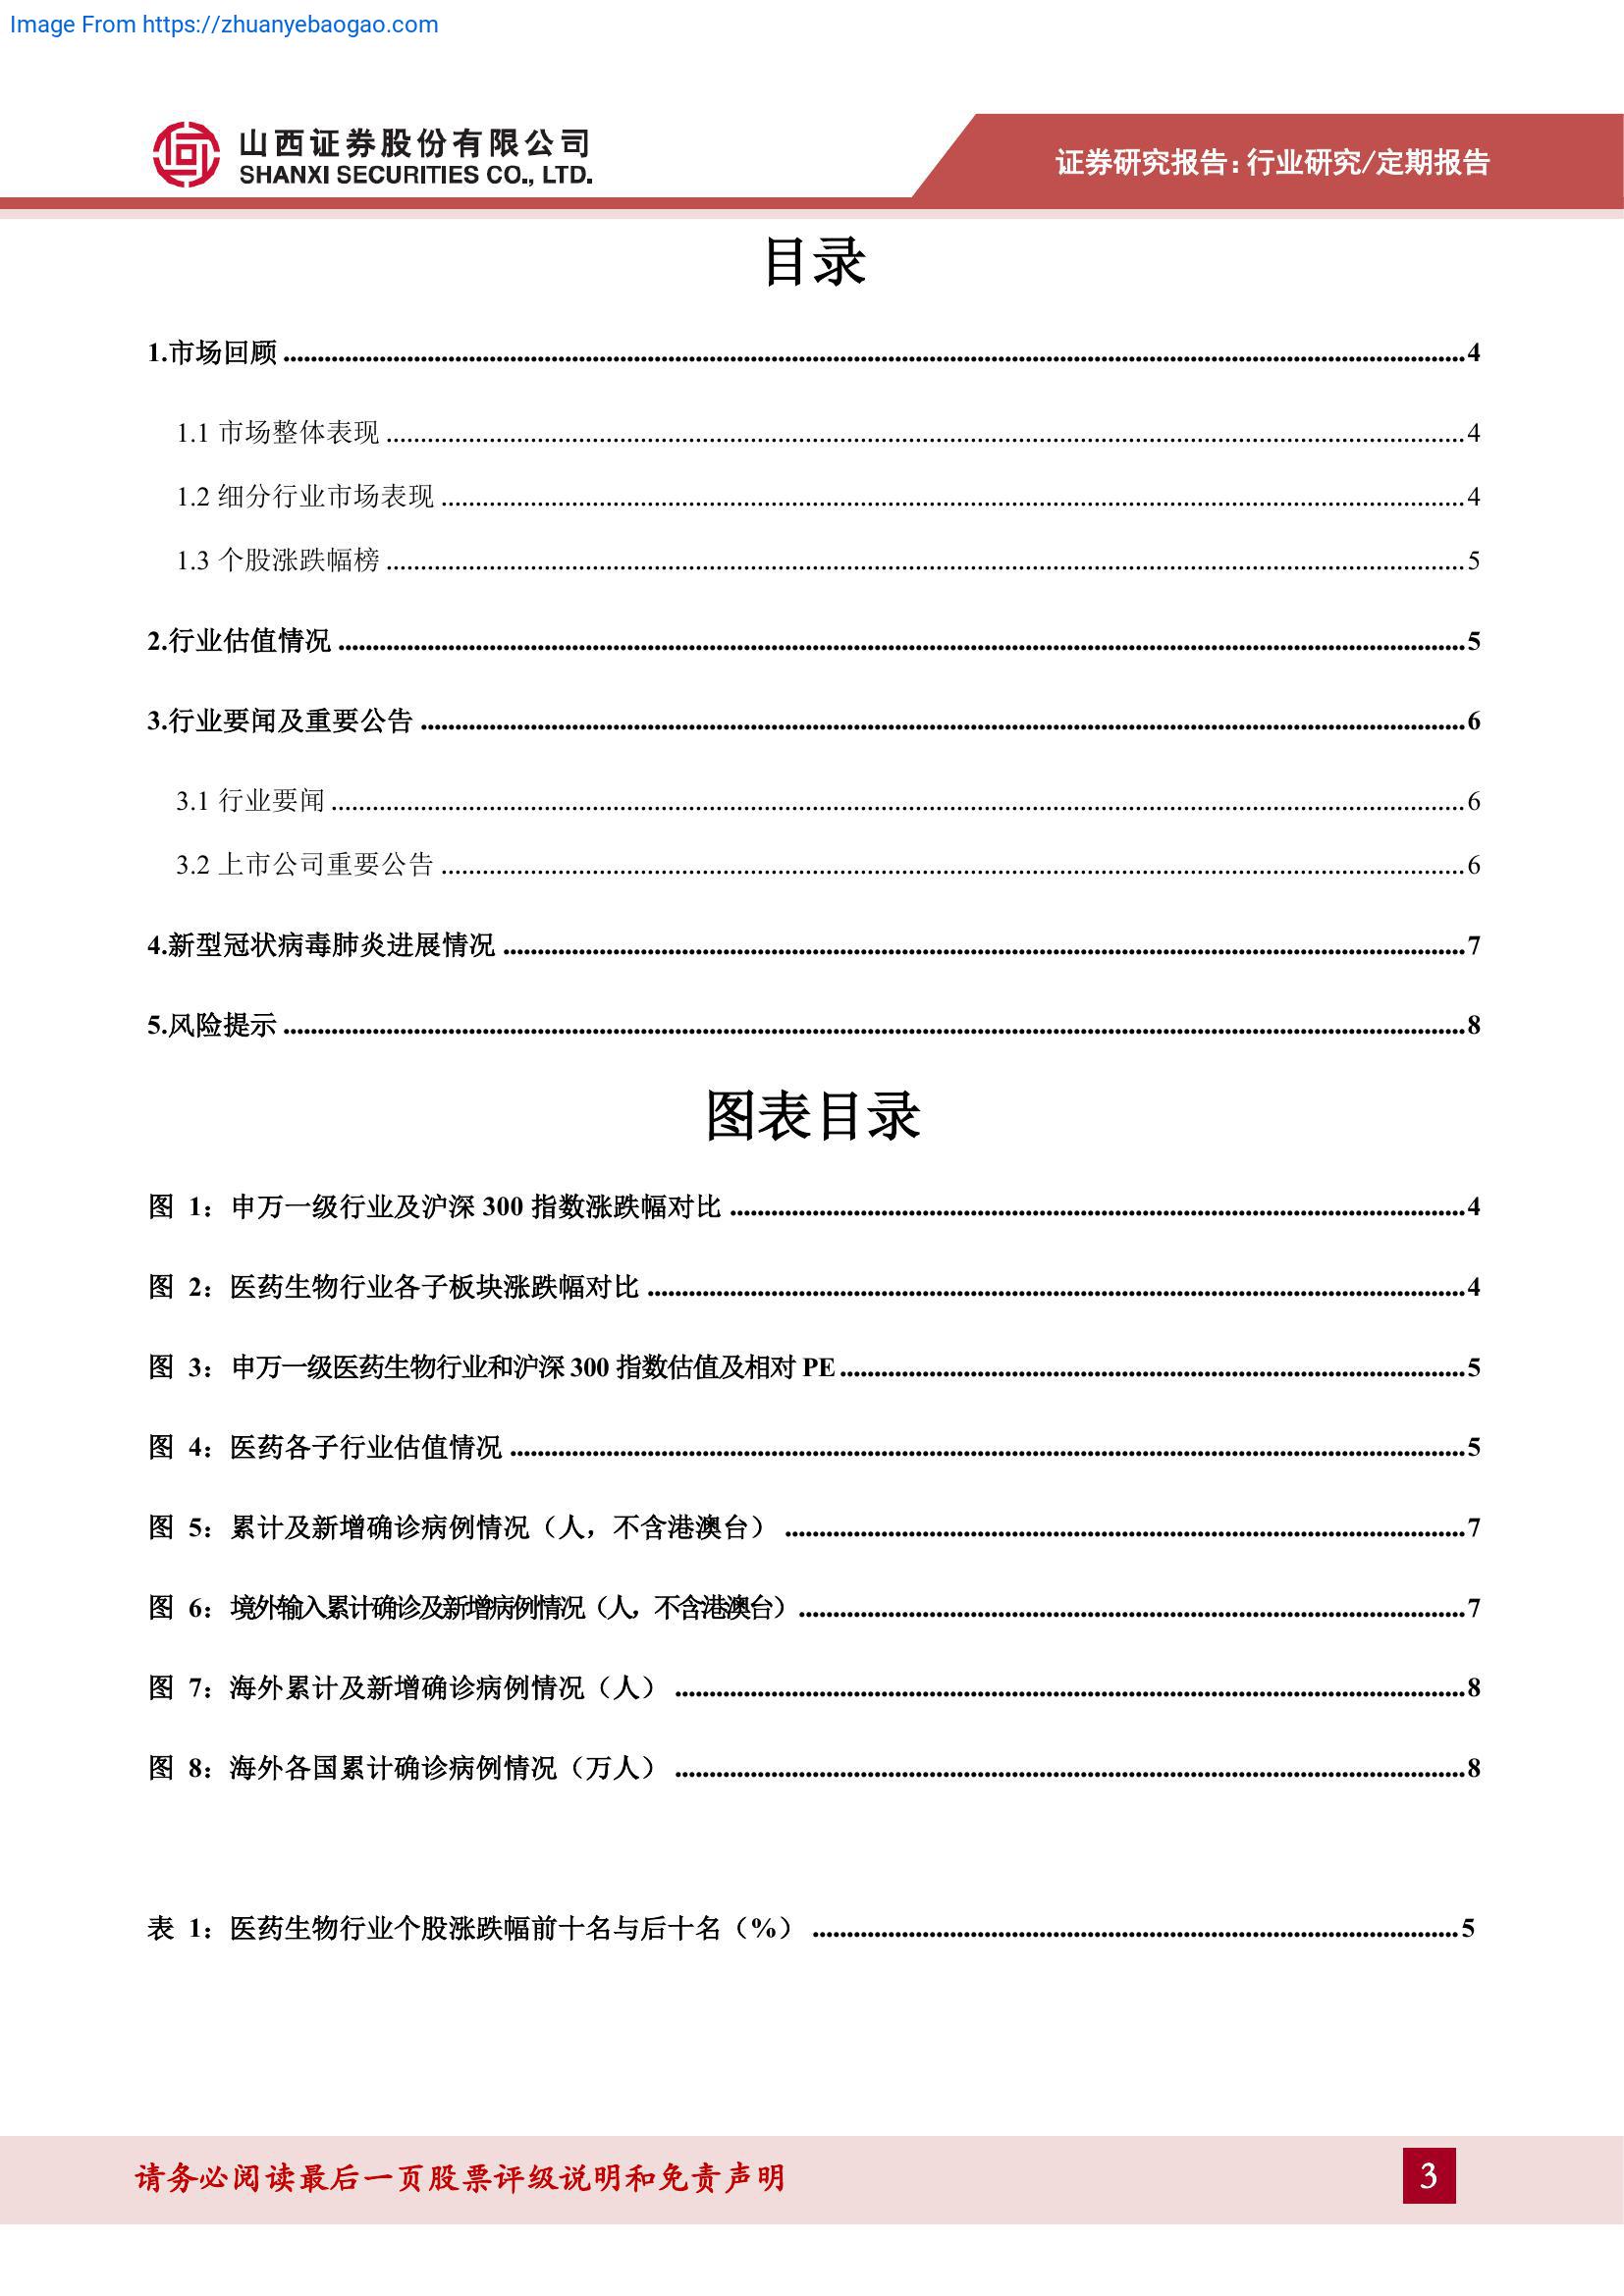 Image From https://zhuanyebaogao.com
山西证券股份有限公司
SHANXI SECURITIES CO., LTD.
证券研究报告:行业研究/定期报告
目录
1.市场回顾 ........ 4
1.1 市场整体表现 ........ 4
1.2 细分行业市场表现 ........ 4
1.3 个股涨跌幅榜 ........ 5
2.行业估值情况 ........ 5
3.行业要闻及重要公告 ........ 6
3.1 行业要闻 ........ 6
3.2 上市公司重要公告 ........ 6
4.新型冠状病毒肺炎进展情况 ........ 7
5.风险提示 ........ 8
图表目录
图 1：申万一级行业及沪深 300 指数涨跌幅对比 ........ 4
图 2：医药生物行业各子板块涨跌幅对比 ........ 4
图 3：申万一级医药生物行业和沪深 300 指数估值及相对 PE ........ 5
图 4：医药各子行业估值情况 ........ 5
图 5：累计及新增确诊病例情况（人，不含港澳台） ........ 7
图 6：境外输入累计确诊及新增病例情况（人，不含港澳台） ........ 7
图 7：海外累计及新增确诊病例情况（人） ........ 8
图 8：海外各国累计确诊病例情况（万人） ........ 8
表 1：医药生物行业个股涨跌幅前十名与后十名（%） ........ 5
请务必阅读最后一页股票评级说明和免责声明
3